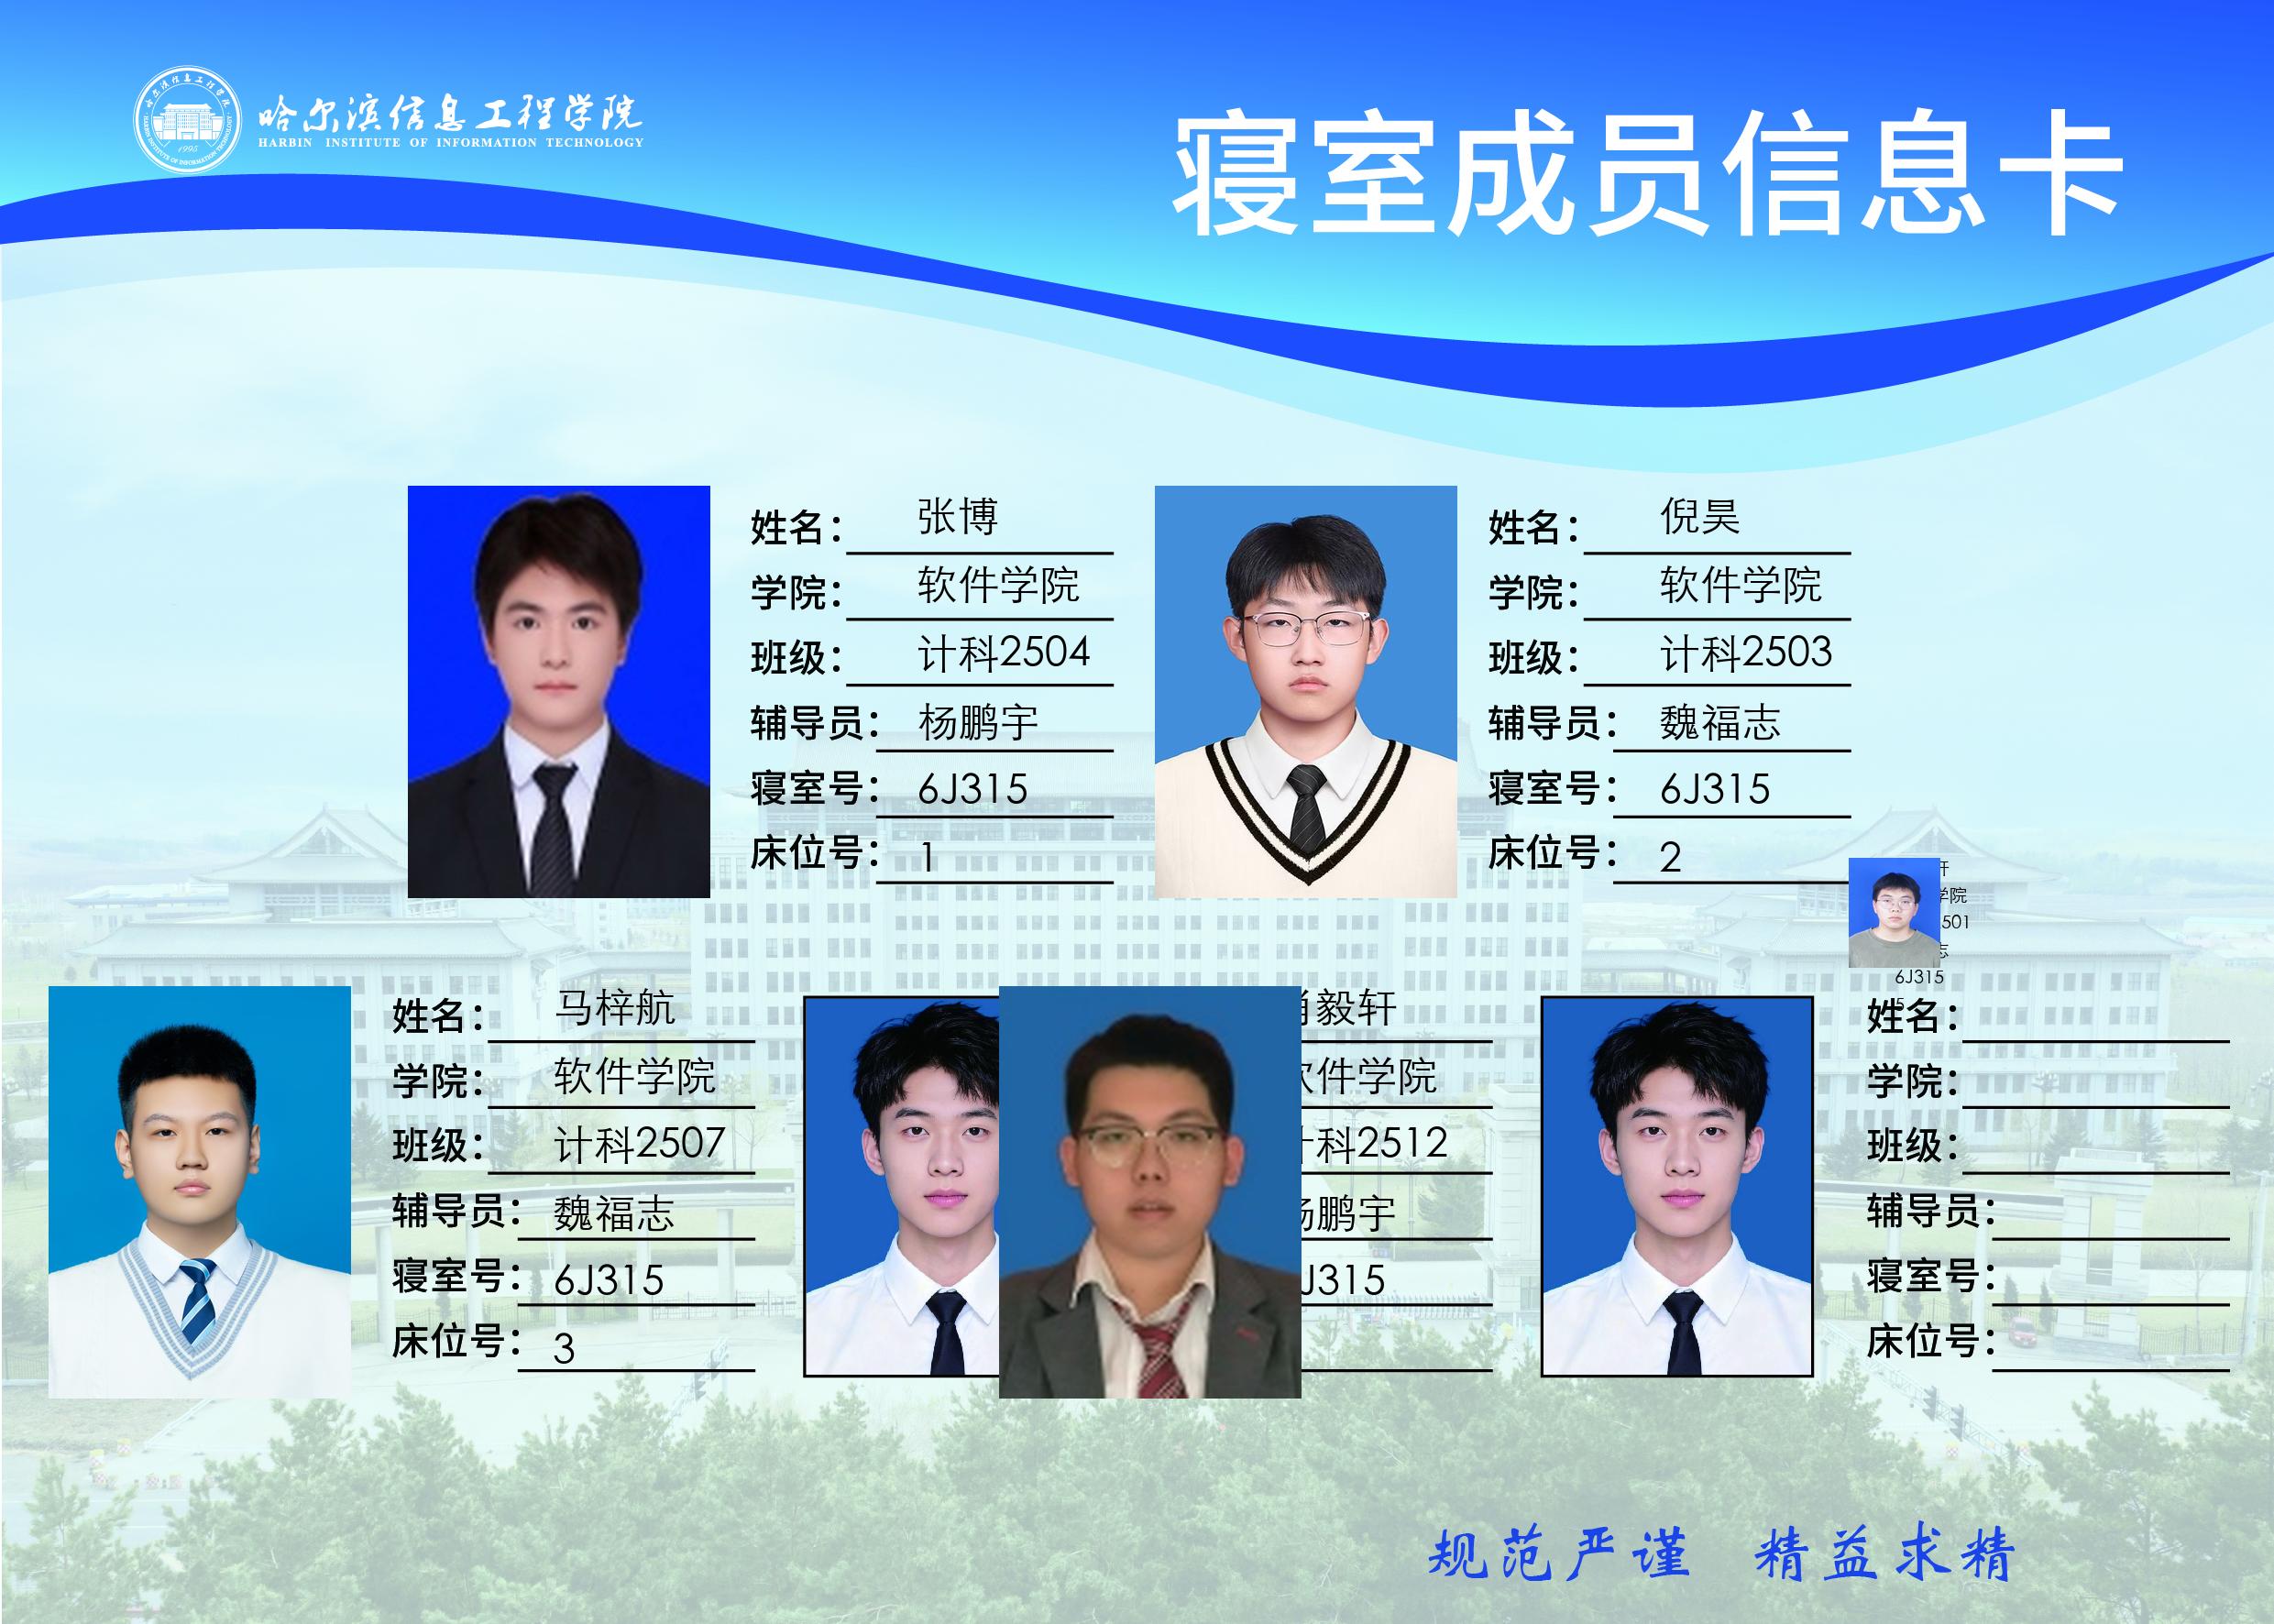 哈尔滨信息工程学院
HARBIN INSTITUTE OF INFORMATION TECHNOLOGY
1995
寝室成员信息卡
姓名： 张博
学院： 软件学院
班级： 计科2504
辅导员： 杨鹏宇
寝室号： 6J315
床位号： 1
姓名： 倪昊
学院： 软件学院
班级： 计科2503
辅导员： 魏福志
寝室号： 6J315
床位号： 2
轩
学院
501
志
6J315
5
姓名： 马梓航
学院： 软件学院
班级： 计科2507
辅导员： 魏福志
寝室号： 6J315
床位号： 3
毅轩
件学院
科2512
鹏宇
J315
姓名：
学院：
班级：
辅导员：
寝室号：
床位号：
规范严谨 精益求精